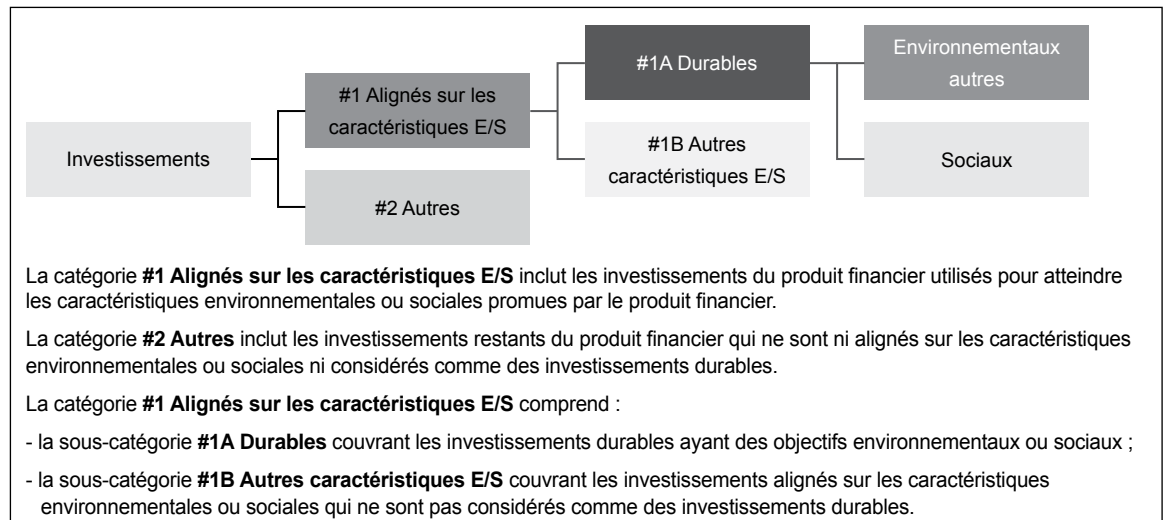 Investissements
#1 Alignés sur les
caractéristiques E/S
#2 Autres
#1A Durables
#1B Autres
caractéristiques E/S
Environnementaux
autres
Sociaux
La catégorie #1 Alignés sur les caractéristiques E/S inclut les investissements du produit financier utilisés pour atteindre
les caractéristiques environnementales ou sociales promues par le produit financier.
La catégorie #2 Autres inclut les investissements restants du produit financier qui ne sont ni alignés sur les caractéristiques
environnementales ou sociales ni considérés comme des investissements durables.
La catégorie #1 Alignés sur les caractéristiques E/S comprend :
- la sous-catégorie #1A Durables couvrant les investissements durables ayant des objectifs environnementaux ou sociaux ;
- la sous-catégorie #1B Autres caractéristiques E/S couvrant les investissements alignés sur les caractéristiques
environnementales ou sociales qui ne sont pas considérés comme des investissements durables.